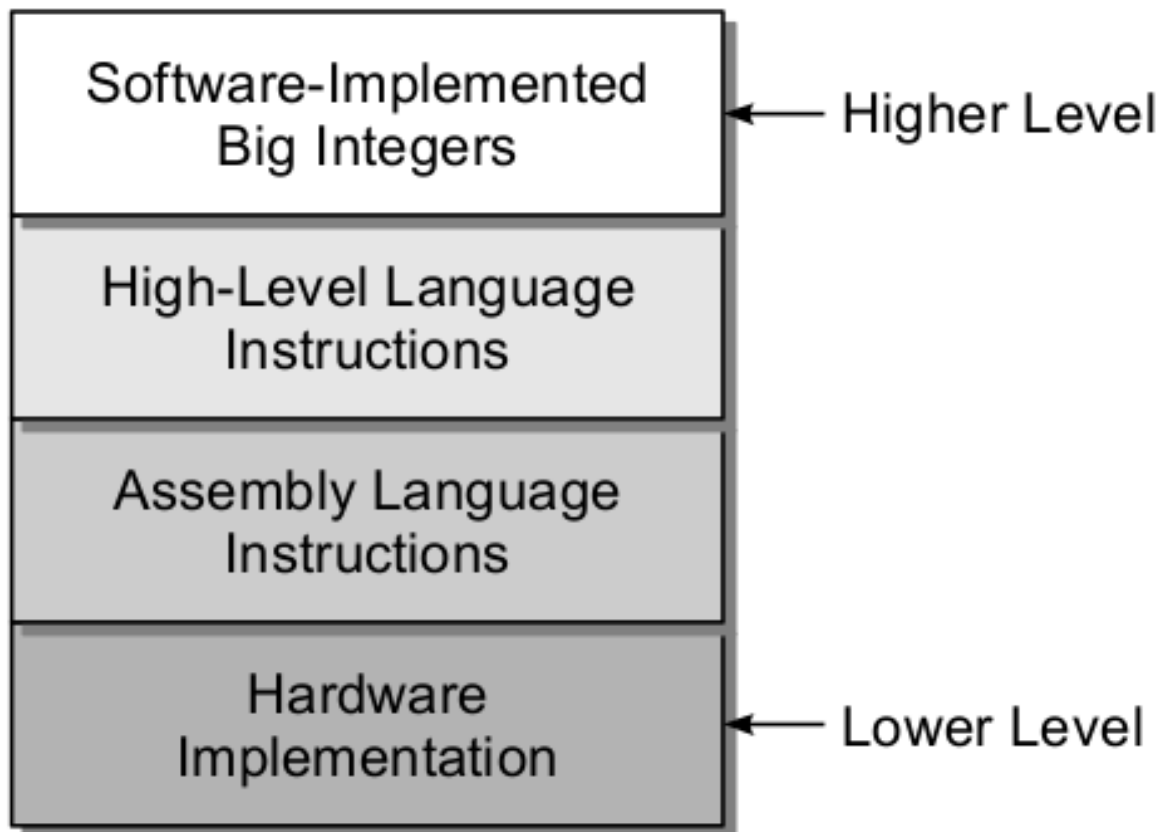 Software-Implemented
Big Integers
Higher Level
High-Level Language
Instructions
Assembly Language
Instructions
Hardware
Implementation
Lower Level